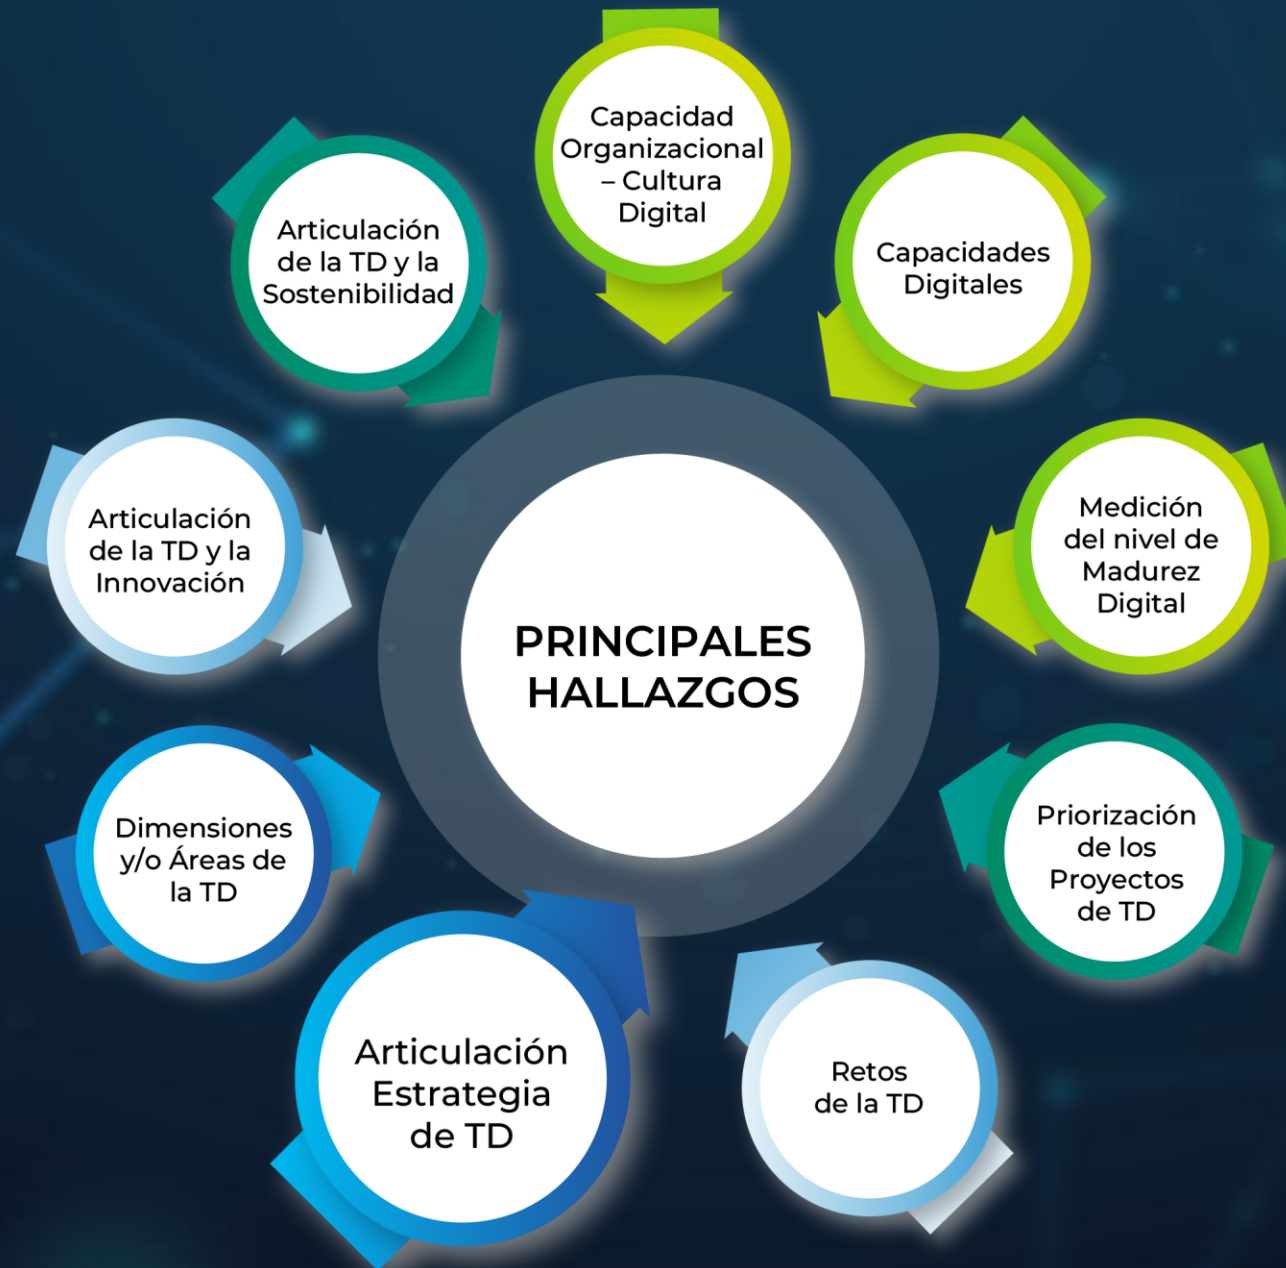 Capacidad
Organizacional
– Cultura
Digital
Capacidades
Digitales
Medición
del nivel de
Madurez
Digital
Priorización
de los
Proyectos
de TD
Retos
de la TD
Articulación
Estrategia
de TD
Dimensiones
y/o Áreas de
la TD
Articulación
de la TD y la
Innovación
Articulación
de la TD y la
Sostenibilidad
PRINCIPALES
HALLAZGOS